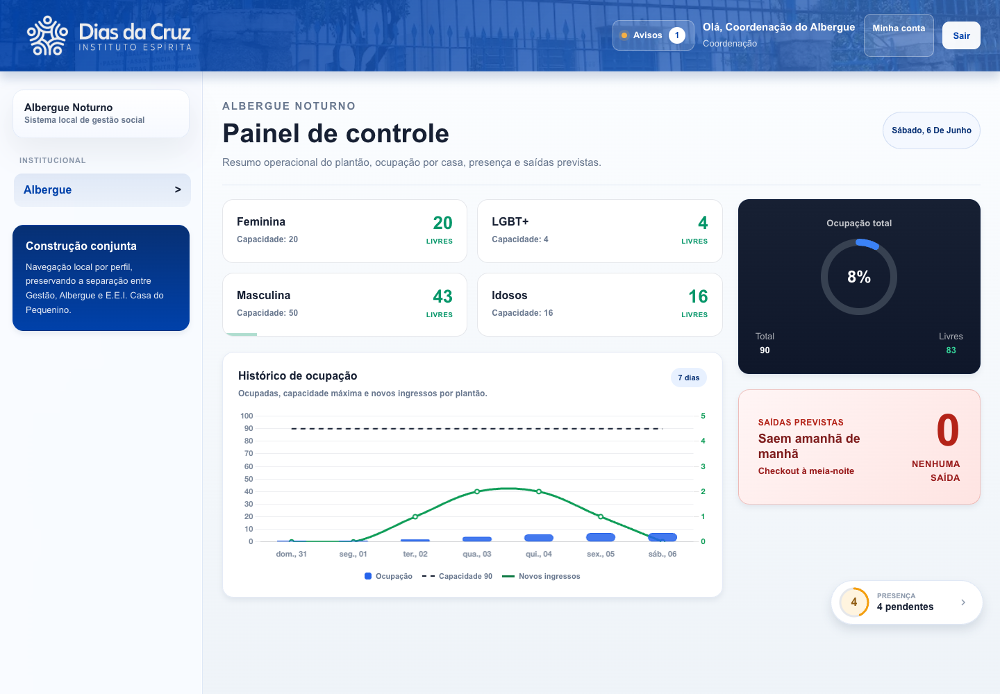 Dias da Cruz
INSTITUTO ESPÍRITA
Avisos 1
Olá, Coordenação do Albergue
Coordenação
Minha conta
Sair
Albergue Noturno
Sistema local de gestão social
INSTITUCIONAL
Albergue >
Construção conjunta
Navegação local por perfil,
preservando a separação entre
Gestão, Albergue e E.E.I. Casa do
Pequenino.
ALBERGUE NOTURNO
Painel de controle
Resumo operacional do plantão, ocupação por casa, presença e saídas previstas.
Sábado, 6 De Junho
Feminina
Capacidade: 20
20
LIVRES
LGBT+
Capacidade: 4
4
LIVRES
Masculina
Capacidade: 50
43
LIVRES
Idosos
Capacidade: 16
16
LIVRES
Ocupação total
8%
Total
90
Livres
83
Histórico de ocupação
Ocupadas, capacidade máxima e novos ingressos por plantão.
7 dias
100
90
80
70
60
50
40
30
20
10
0
5
4
3
2
1
0
dom., 31
seg., 01
ter., 02
qua., 03
qui., 04
sex., 05
sáb., 06
Ocupação
Capacidade 90
Novos ingressos
SAÍDAS PREVISTAS
Saem amanhã de
manhã
Checkout à meia-noite
0
NENHUMA
SAÍDA
4
PRESENÇA
4 pendentes